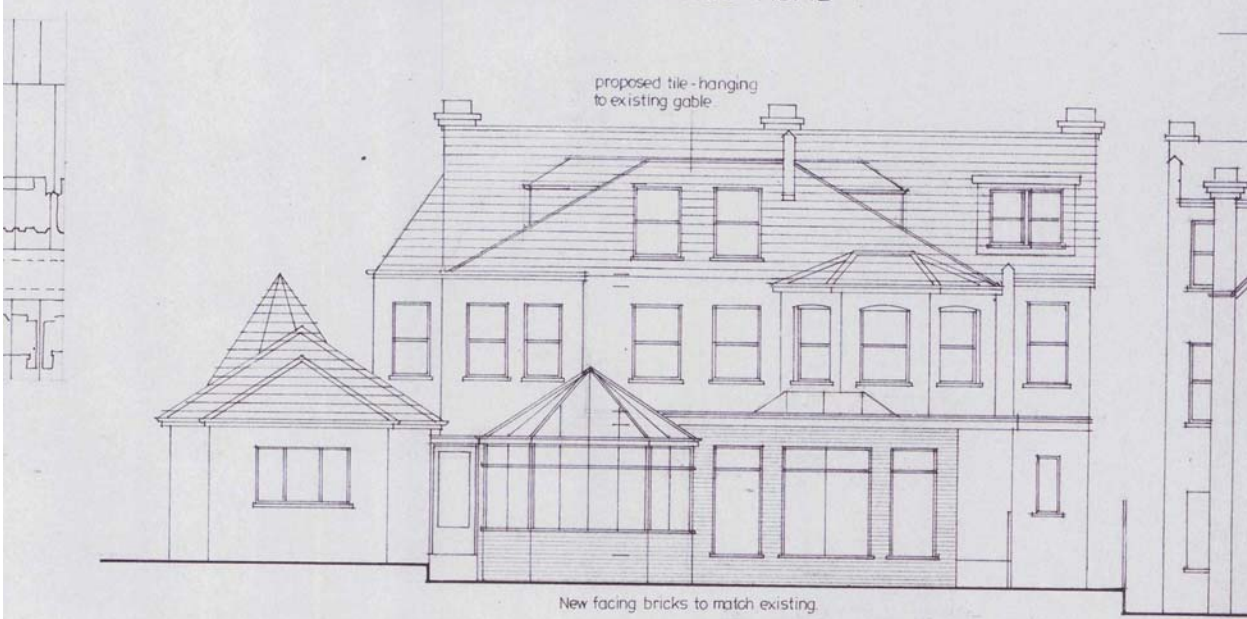 proposed tile-hanging
to existing gable.
New facing bricks to match existing.